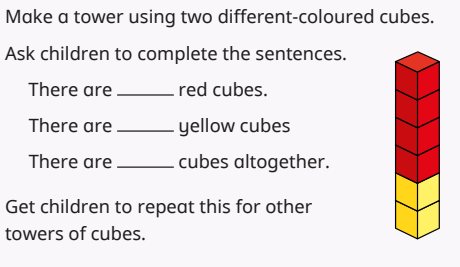 Make a tower using two different-coloured cubes.
Ask children to complete the sentences.
There are ______ red cubes.
There are ______ yellow cubes
There are ______ cubes altogether.
Get children to repeat this for other
towers of cubes.